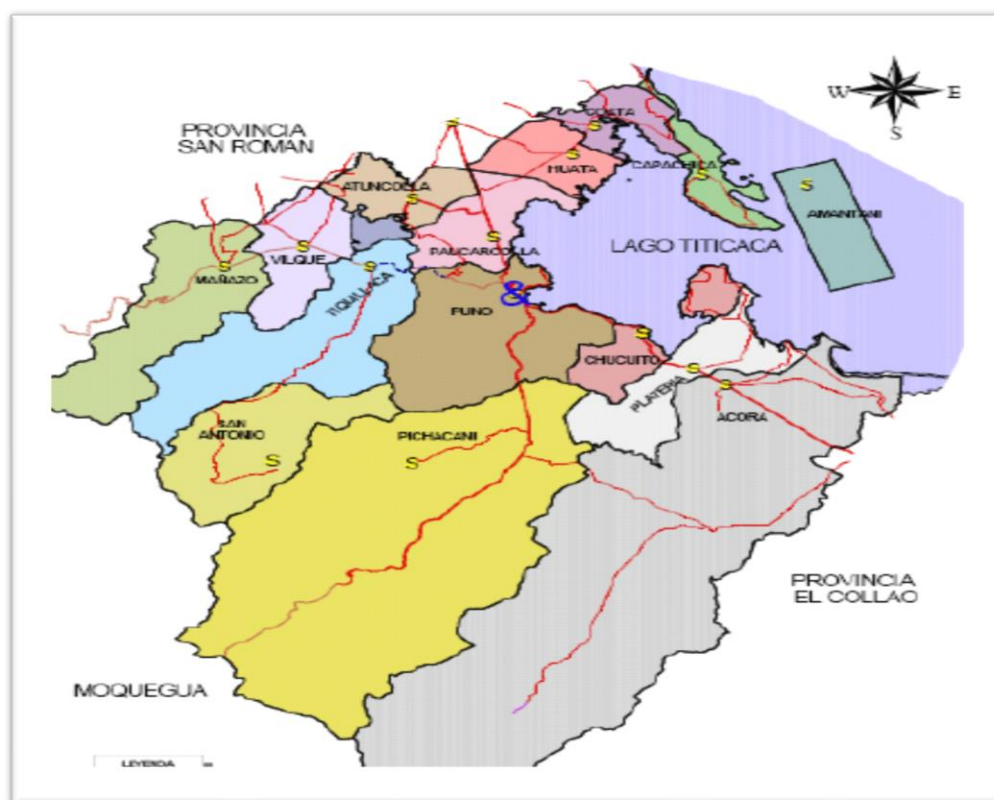 W E
S
PROVINCIA
SAN ROMAN
COATA
HUATA
CAPACHICA
ATUNCOLLA
AMANTANI
LAGO TITICACA
PAUCARCOLLA
VILQUE
MAÑAZO
TIQUILLACA
PUNO
CHUCUITO
PLATERIA
ACORA
SAN
ANTONIO
PICHACANI
PROVINCIA
EL COLLAO
MOQUEGUA
LEYENDA